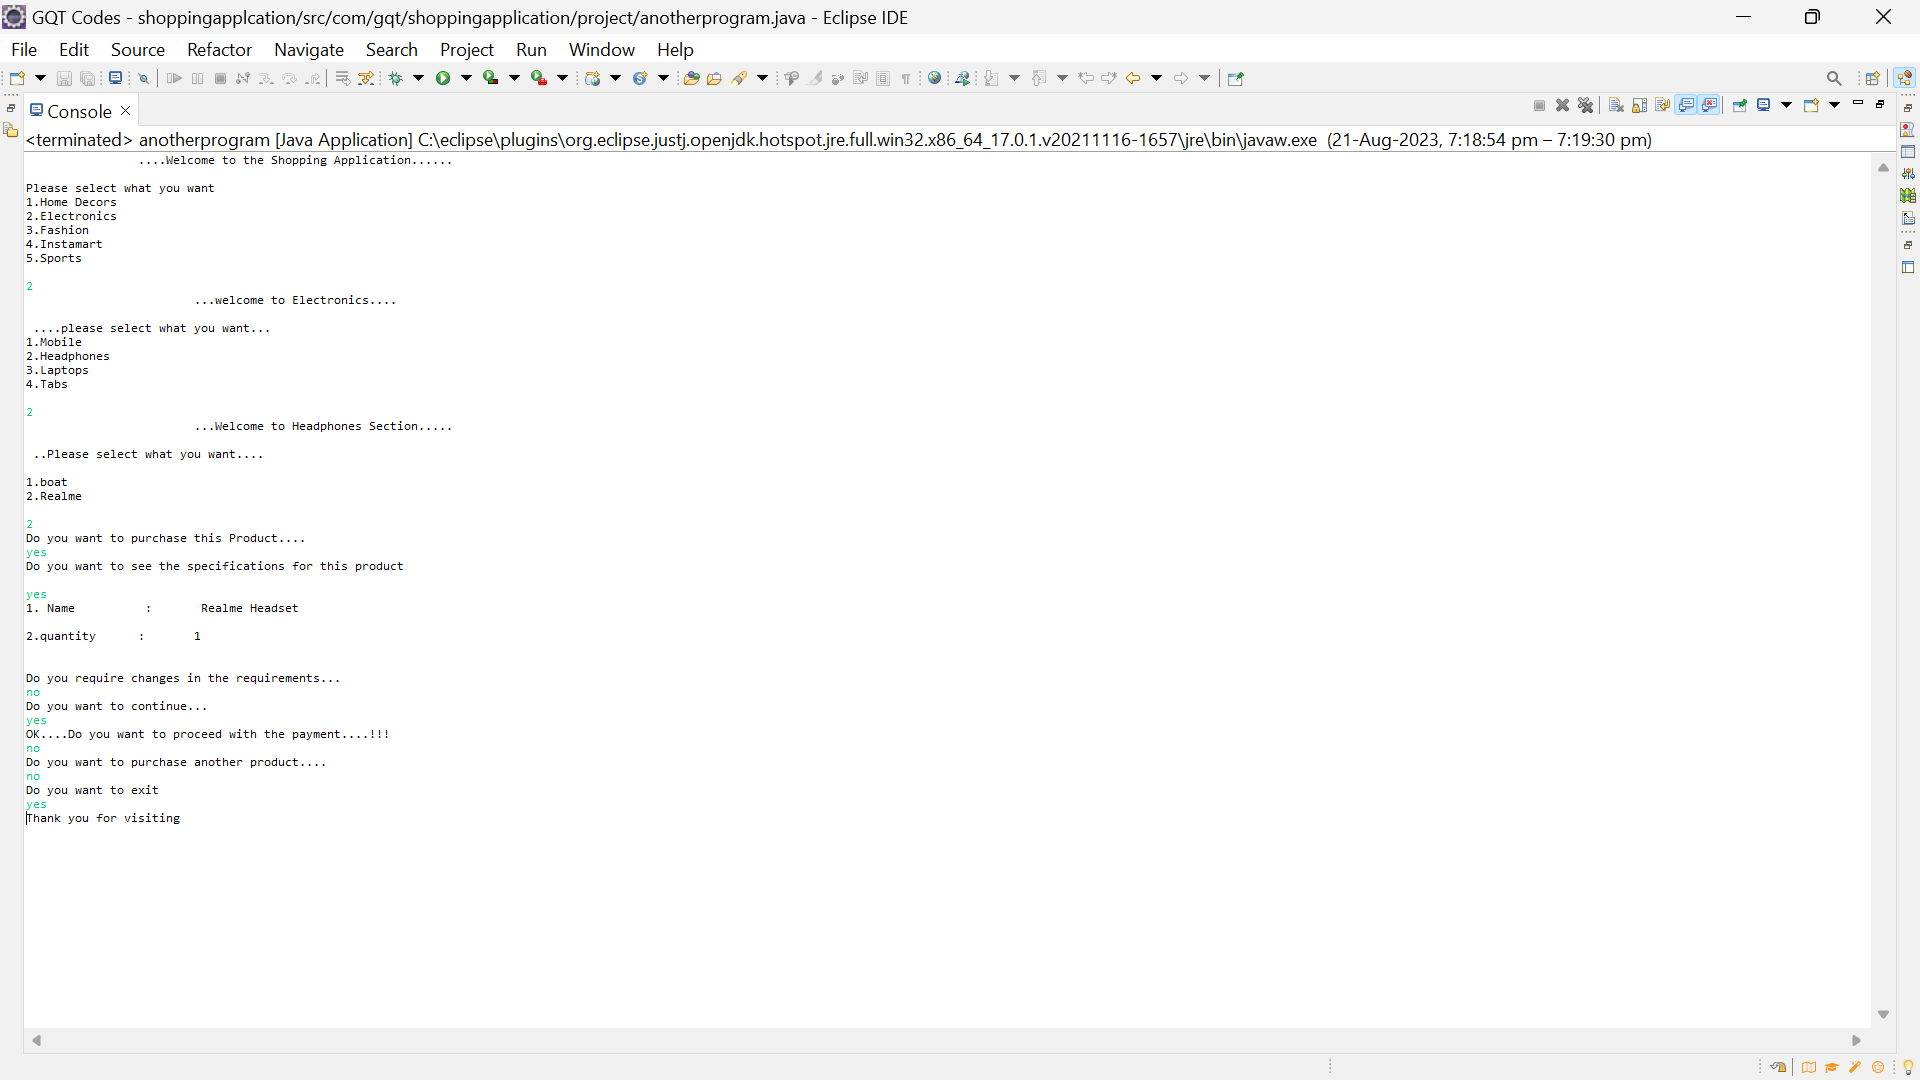 GQT Codes - shoppingapplcation/src/com/gqt/shoppingapplication/project/anotherprogram.java - Eclipse IDE
File Edit Source Refactor Navigate Search Project Run Window Help
Console
<terminated> anotherprogram [Java Application] C:\eclipse\plugins\org.eclipse.justj.openjdk.hotspot.jre.full.win32.x86_64_17.0.1.v20211116-1657\jre\bin\javaw.exe (21-Aug-2023, 7:18:54 pm – 7:19:30 pm)
....Welcome to the Shopping Application......
Please select what you want
1.Home Decors
2.Electronics
3.Fashion
4.Instamart
5.Sports
2
...welcome to Electronics....
....please select what you want...
1.Mobile
2.Headphones
3.Laptops
4.Tabs
2
...Welcome to Headphones Section.....
..Please select what you want....
1.boat
2.Realme
2
Do you want to purchase this Product....
yes
Do you want to see the specifications for this product
yes
1. Name : Realme Headset
2.quantity : 1
Do you require changes in the requirements...
no
Do you want to continue...
yes
OK....Do you want to proceed with the payment....!!!
no
Do you want to purchase another product....
no
Do you want to exit
yes
Thank you for visiting